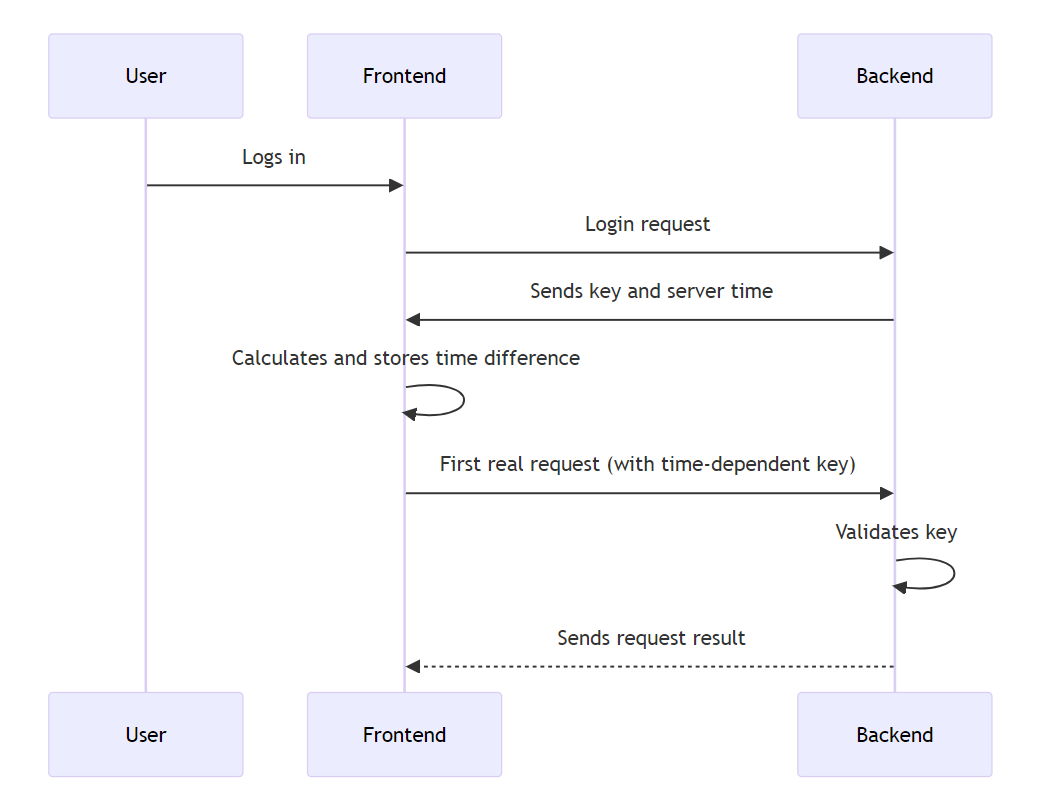 User
Frontend
Backend
Logs in
Login request
Sends key and server time
Calculates and stores time difference
First real request (with time-dependent key)
Validates key
Sends request result
User
Frontend
Backend